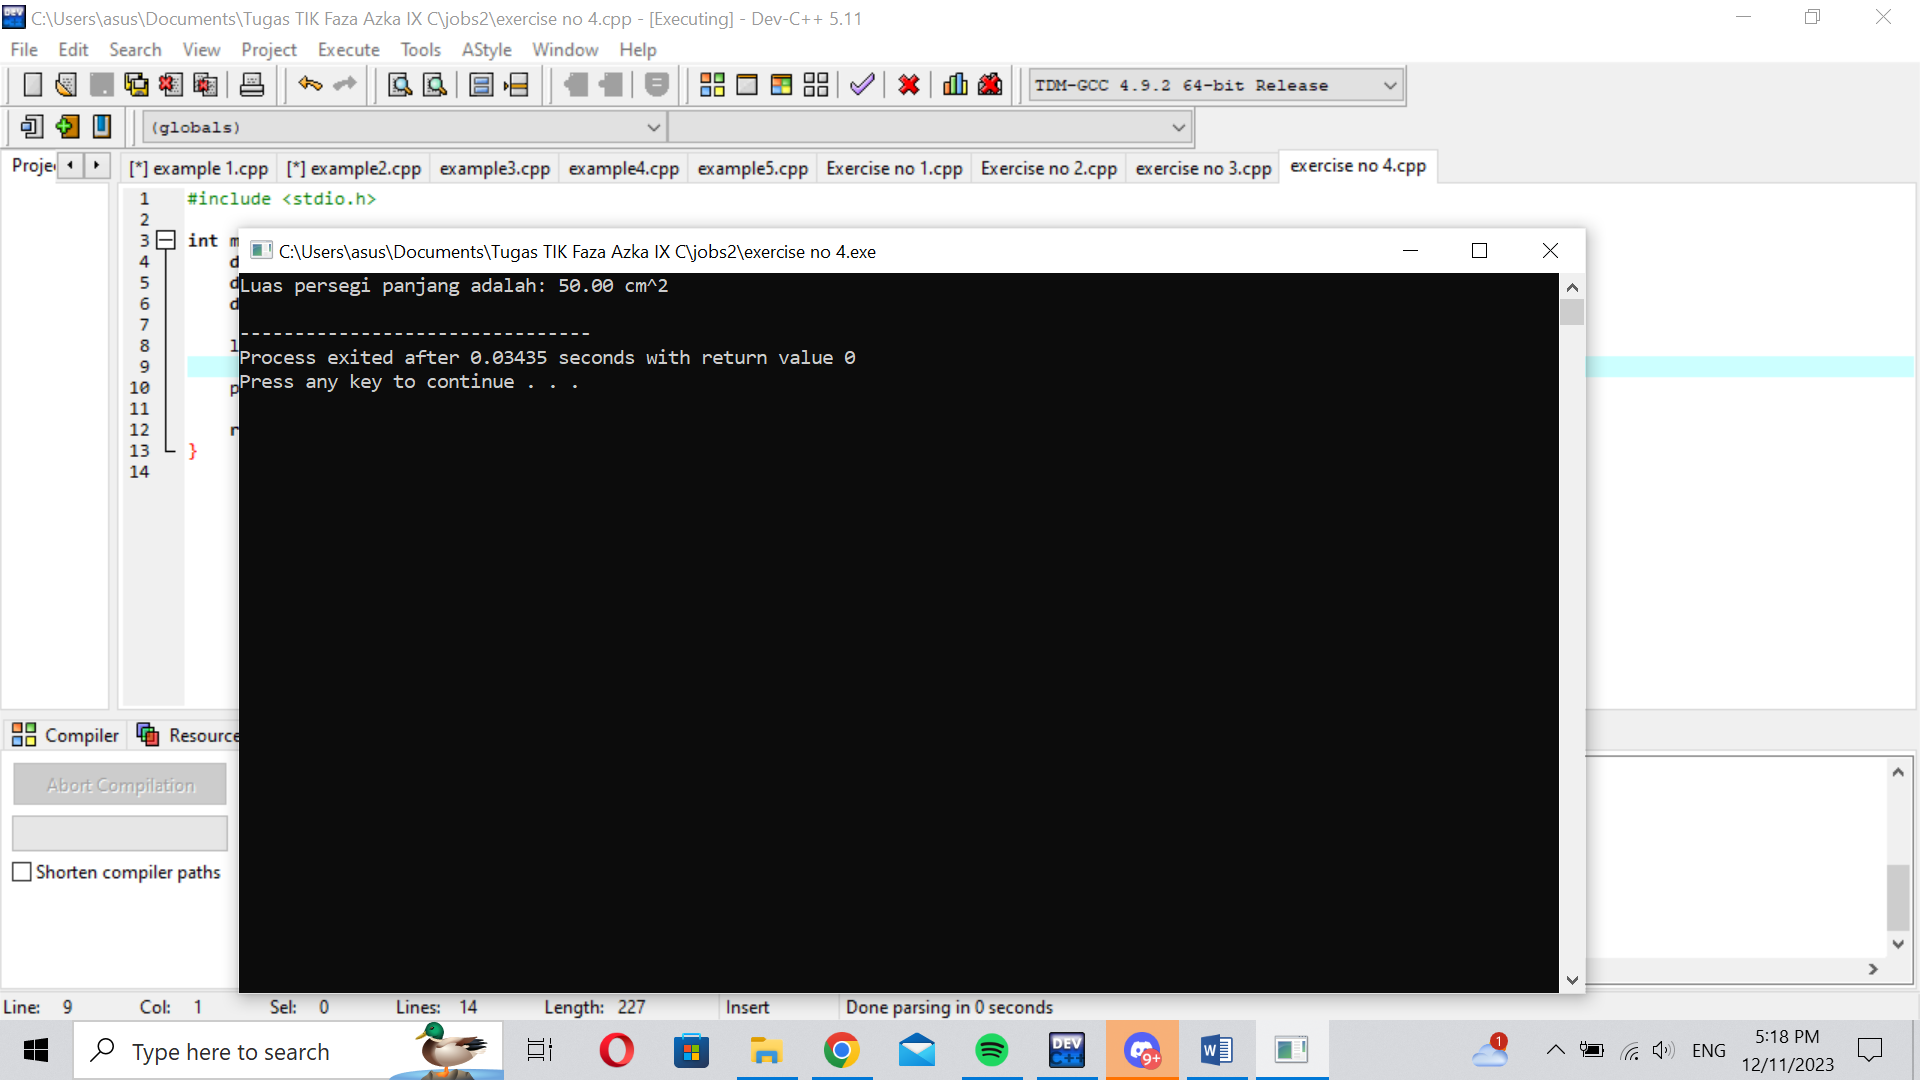 C:\Users\asus\Documents\Tugas TIK Faza Azka IX C\jobs2\exercise no 4.cpp - [Executing] - Dev-C++ 5.11
File Edit Search View Project Execute Tools AStyle Window Help
TDM-GCC 4.9.2 64-bit Release
(globals)
[*] example 1.cpp [*] example2.cpp example3.cpp example4.cpp example5.cpp Exercise no 1.cpp Exercise no 2.cpp exercise no 3.cpp exercise no 4.cpp
1 #include <stdio.h>
2
3 int
4
5
6
7
8
9
10
11
12
13 }
14
C:\Users\asus\Documents\Tugas TIK Faza Azka IX C\jobs2\exercise no 4.exe
Luas persegi panjang adalah: 50.00 cm^2
--------------------------------
Process exited after 0.03435 seconds with return value 0
Press any key to continue . . .
Compiler
Abort Compilation
Shorten compiler paths
Line: 9 Col: 1 Sel: 0 Lines: 14 Length: 227 Insert Done parsing in 0 seconds
Type here to search
DEV C++
9+
W
1
ENG
5:18 PM
12/11/2023